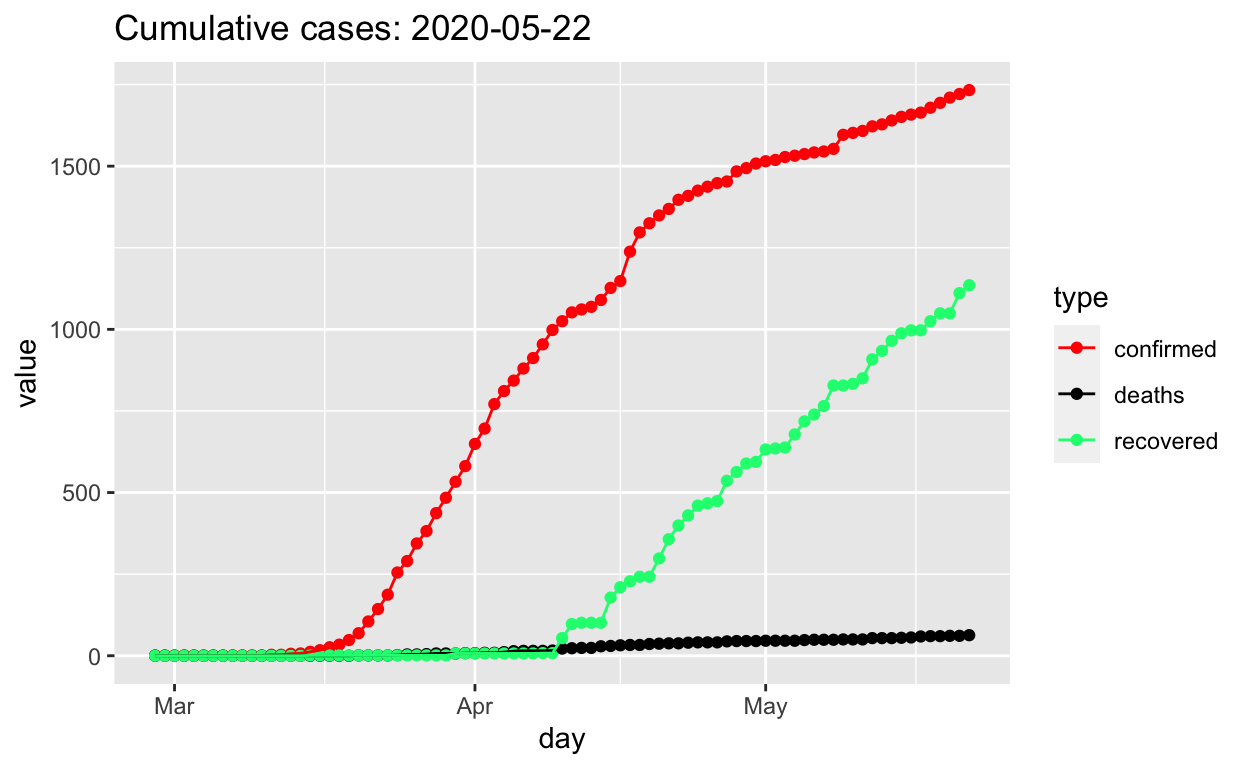 Cumulative cases: 2020-05-22
1500
1000
500
0
value
Mar
Apr
May
day
type
confirmed
deaths
recovered